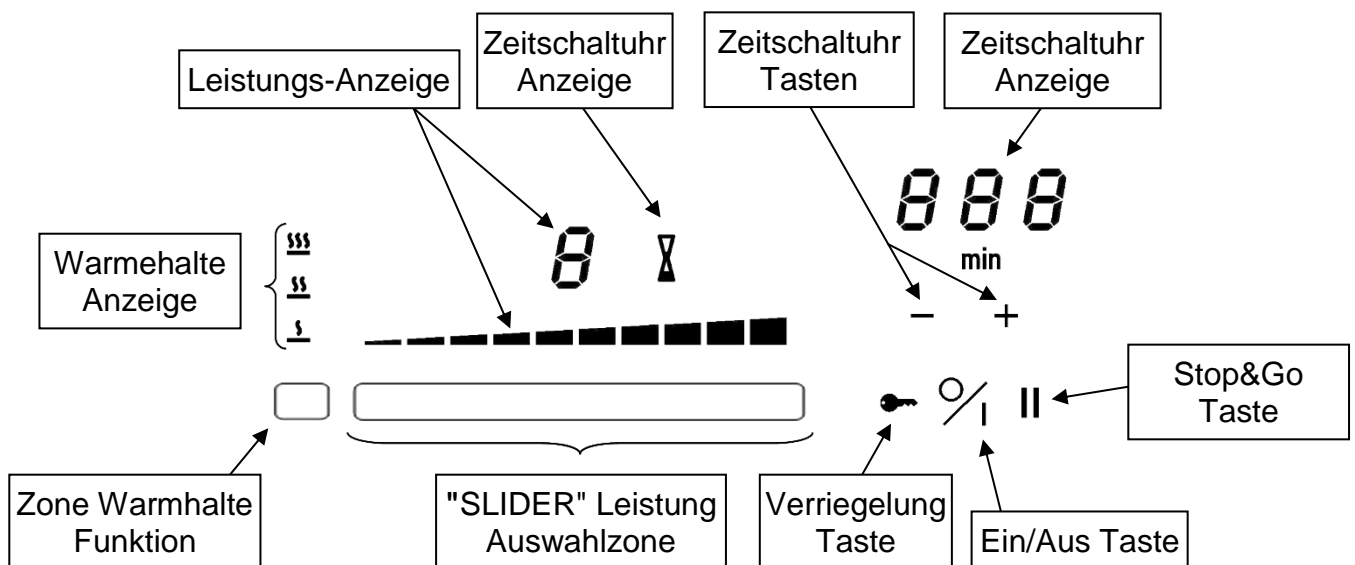 Zeitschaltuhr
Anzeige
Zeitschaltuhr
Tasten
Zeitschaltuhr
Anzeige
Leistungs-Anzeige
888
8
min
Warmehalte
Anzeige
- +
Stop&Go
Taste
Zone Warmhalte
Funktion
"SLIDER" Leistung
Auswahlzone
Verriegelung
Taste
Ein/Aus Taste